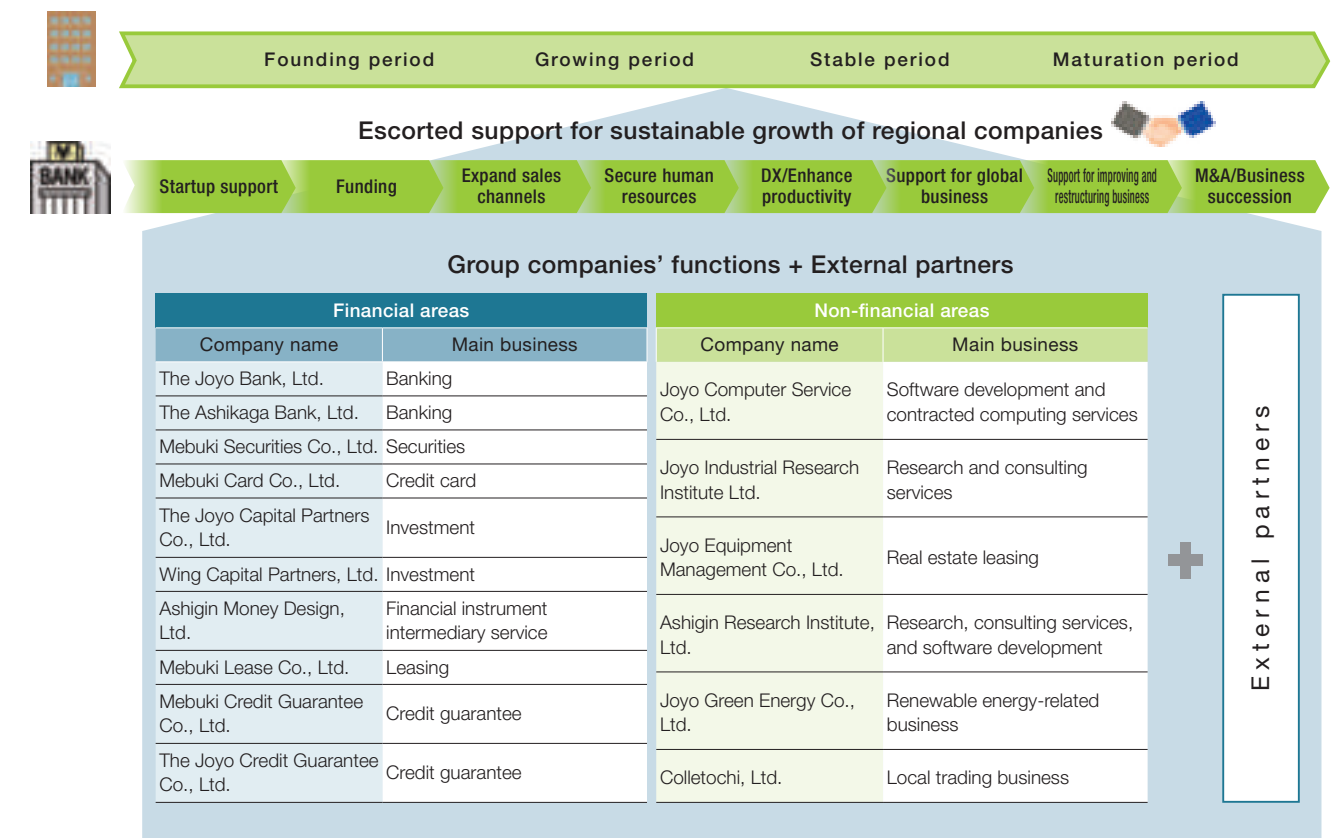 Founding period Growing period Stable period Maturation period
Escorted support for sustainable growth of regional companies
BANK
Startup support
Funding
Expand sales
channels
Secure human
resources
DX/Enhance
productivity
Support for global
business
Support for improving and
restructuring business
M&A/Business
succession
Group companies’ functions + External partners
Financial areas
Company name Main business
The Joyo Bank, Ltd. Banking
The Ashikaga Bank, Ltd. Banking
Mebuki Securities Co., Ltd. Securities
Mebuki Card Co., Ltd. Credit card
The Joyo Capital Partners
Co., Ltd.
Investment
Wing Capital Partners, Ltd. Investment
Ashigin Money Design,
Ltd.
Financial instrument
intermediary service
Mebuki Lease Co., Ltd. Leasing
Mebuki Credit Guarantee
Co., Ltd.
Credit guarantee
The Joyo Credit Guarantee
Co., Ltd.
Credit guarantee
Non-financial areas
Company name Main business
Joyo Computer Service
Co., Ltd.
Software development and
contracted computing services
Joyo Industrial Research
Institute Ltd.
Research and consulting
services
Joyo Equipment
Management Co., Ltd.
Real estate leasing
Ashigin Research Institute,
Ltd.
Research, consulting services,
and software development
Joyo Green Energy Co.,
Ltd.
Renewable energy-related
business
Colletochi, Ltd. Local trading business
External partners